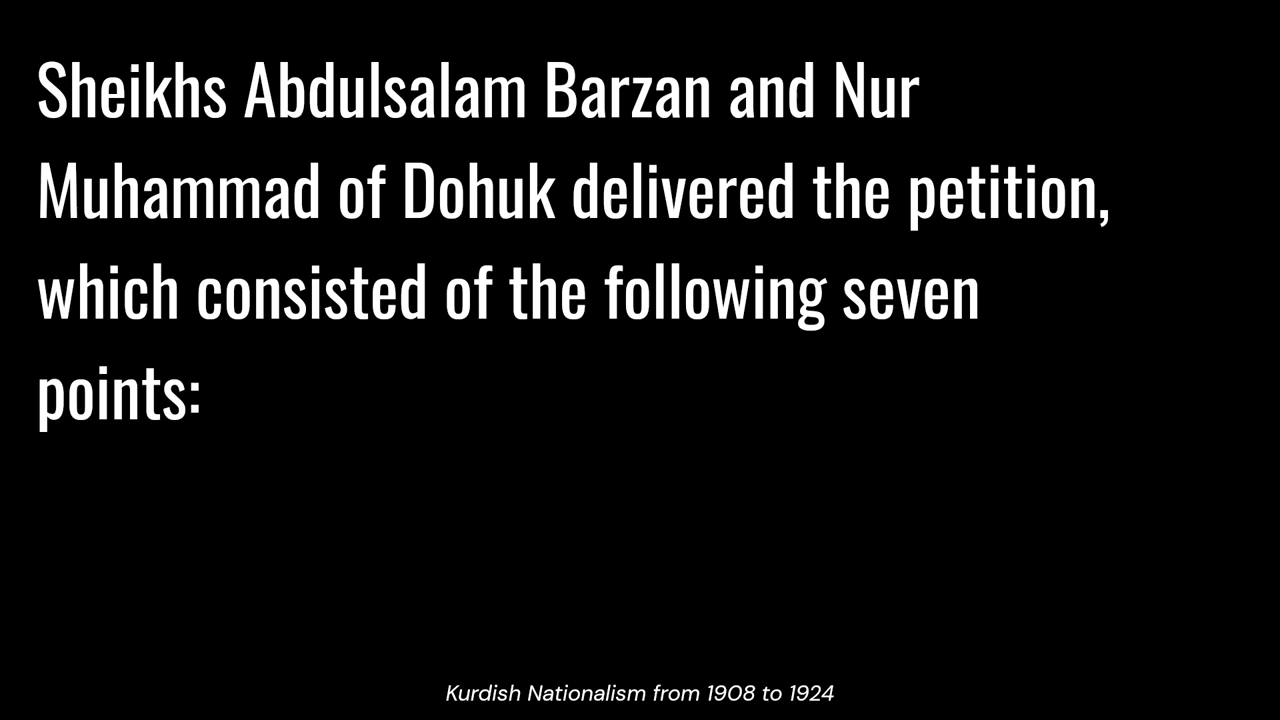 Sheikhs Abdulsalam Barzan and Nur
Muhammad of Dohuk delivered the petition,
which consisted of the following seven
points:
Kurdish Nationalism from 1908 to 1924